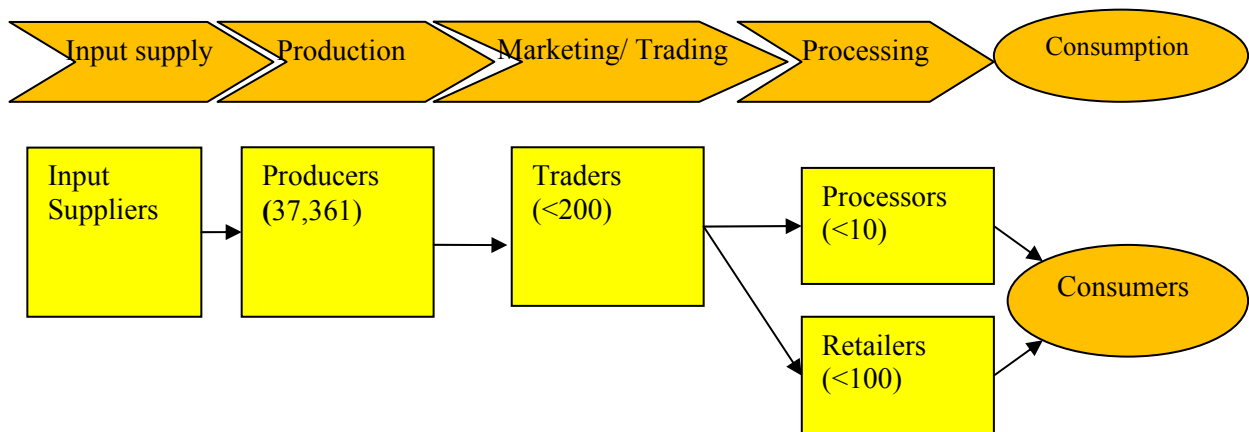 Input supply
Production
Marketing/ Trading
Processing
Consumption
Input
Suppliers
Producers
(37,361)
Traders
(<200)
Processors
(<10)
Consumers
Retailers
(<100)